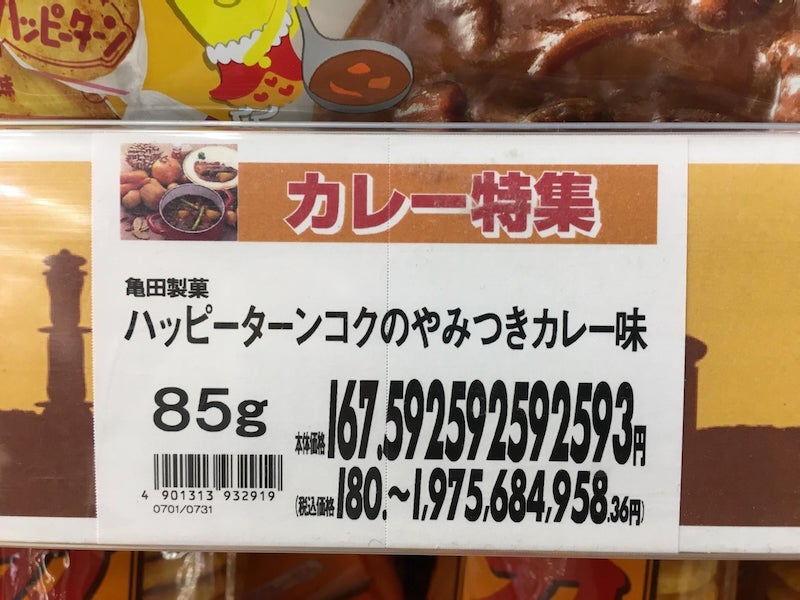 ハッピーターン
カレー特集
亀田製菓
ハッピーターンコクのやみつきカレー味
85g
本体価格 167.592592592592593円
(税込価格 180.~1,975,684,958.36円)
4 901313 932919
0701/0731